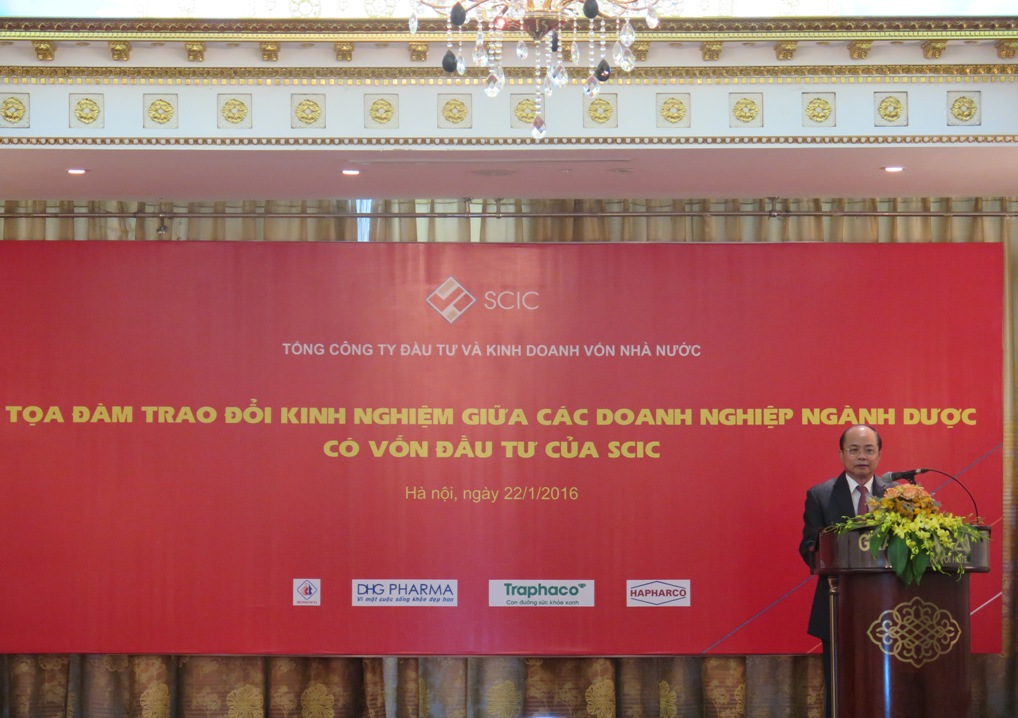 SCIC
TỔNG CÔNG TY ĐẦU TƯ VÀ KINH DOANH VỐN NHÀ NƯỚC
TỌA ĐÀM TRAO ĐỔI KINH NGHIỆM GIỮA CÁC DOANH NGHIỆP NGÀNH DƯỢC
CÓ VỐN ĐẦU TƯ CỦA SCIC
Hà nội, ngày 22/1/2016
DHG PHARMA
Vì một cuộc sống khỏe đẹp hơn
Traphaco
Con đường sức khỏe xanh
HAPHARCO